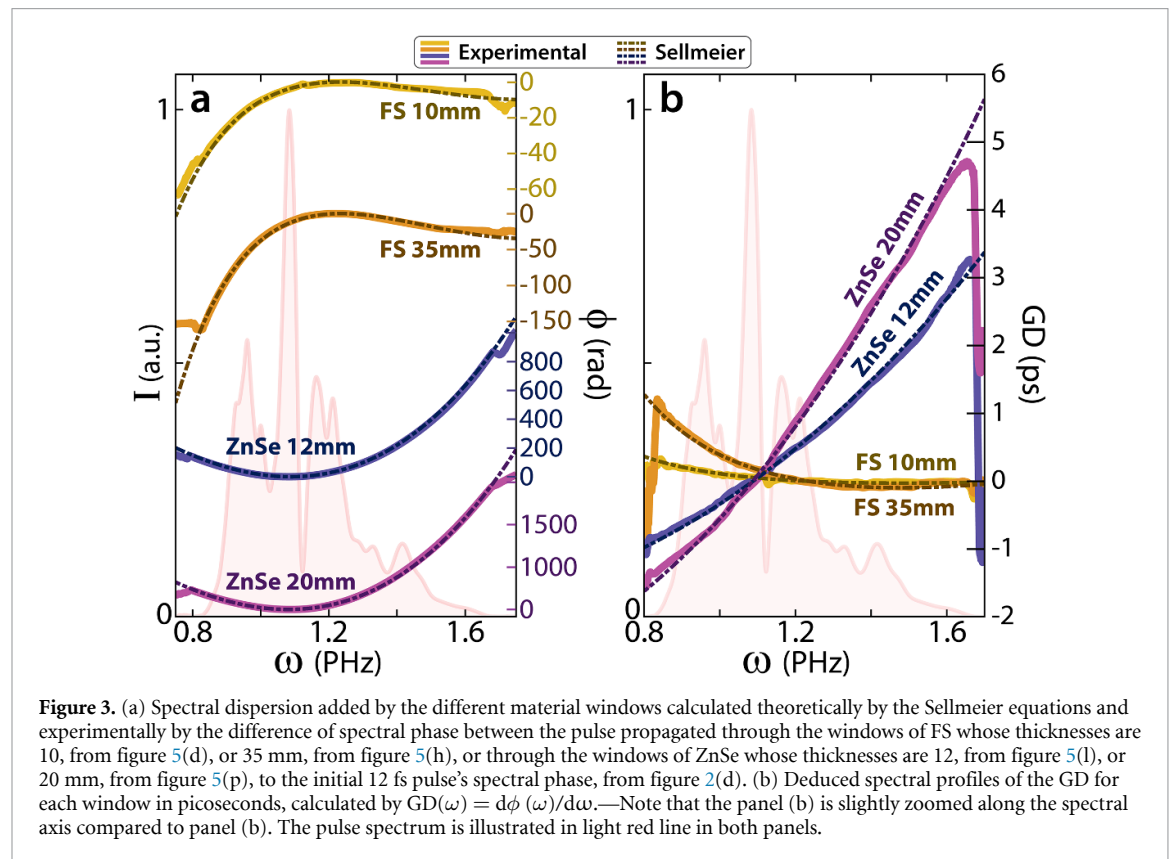 Experimental Sellmeier
a
1
I (a.u.)
0
0.8 1.2 1.6
ω (PHz)
FS 10mm
FS 35mm
ZnSe 12mm
ZnSe 20mm
0
-20
-40
-60
0
-50
-100
-150
800
600
400
200
0
1500
1000
0
ϕ (rad)
b
1
0
0.8 1.2 1.6
ω (PHz)
ZnSe 20mm
ZnSe 12mm
FS 10mm
FS 35mm
6
5
4
3
2
1
0
-1
-2
GD (ps)
Figure 3. (a) Spectral dispersion added by the different material windows calculated theoretically by the Sellmeier equations and
experimentally by the difference of spectral phase between the pulse propagated through the windows of FS whose thicknesses are
10, from figure 5(d), or 35 mm, from figure 5(h), or through the windows of ZnSe whose thicknesses are 12, from figure 5(l), or
20 mm, from figure 5(p), to the initial 12 fs pulse's spectral phase, from figure 2(d). (b) Deduced spectral profiles of the GD for
each window in picoseconds, calculated by GD(ω) = dϕ (ω)/dω.—Note that the panel (b) is slightly zoomed along the spectral
axis compared to panel (b). The pulse spectrum is illustrated in light red line in both panels.